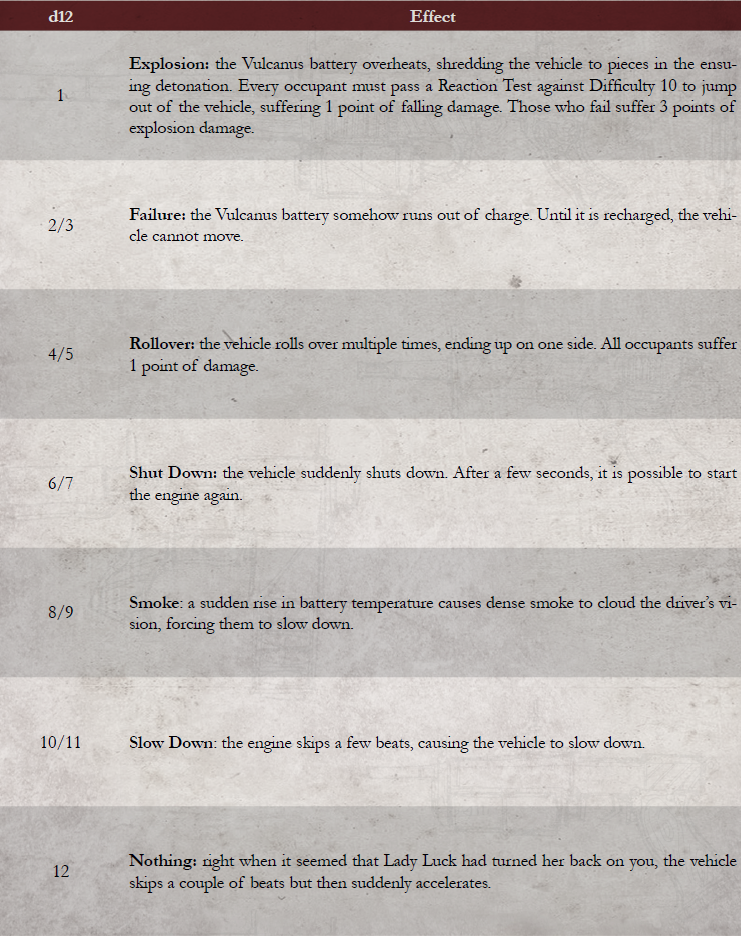 d12 Effect
Explosion: the Vulcanus battery overheats, shredding the vehicle to pieces in the ensu-
ing detonation. Every occupant must pass a Reaction Test against Difficulty 10 to jump
1
out of the vehicle, suffering 1 point of falling damage. Those who fail suffer 3 points of
explosion damage.
Failure: the Vulcanus battery somehow runs out of charge. Until it is recharged, the vehi-
2/3
cle cannot move.
Rollover: the vehicle rolls over multiple times, ending up on one side. All occupants suffer
4/5
1 point of damage.
Shut Down: the vehicle suddenly shuts down. After a few seconds, it is possible to start
6/7
the engine again.
Smoke: a sudden rise in battery temperature causes dense smoke to cloud the driver's vi-
8/9
sion, forcing them to slow down.
10/11 Slow Down: the engine skips a few beats, causing the vehicle to slow down.
Nothing: right when it seemed that Lady Luck had turned her back on you, the vehicle
12
skips a couple of beats but then suddenly accelerates.